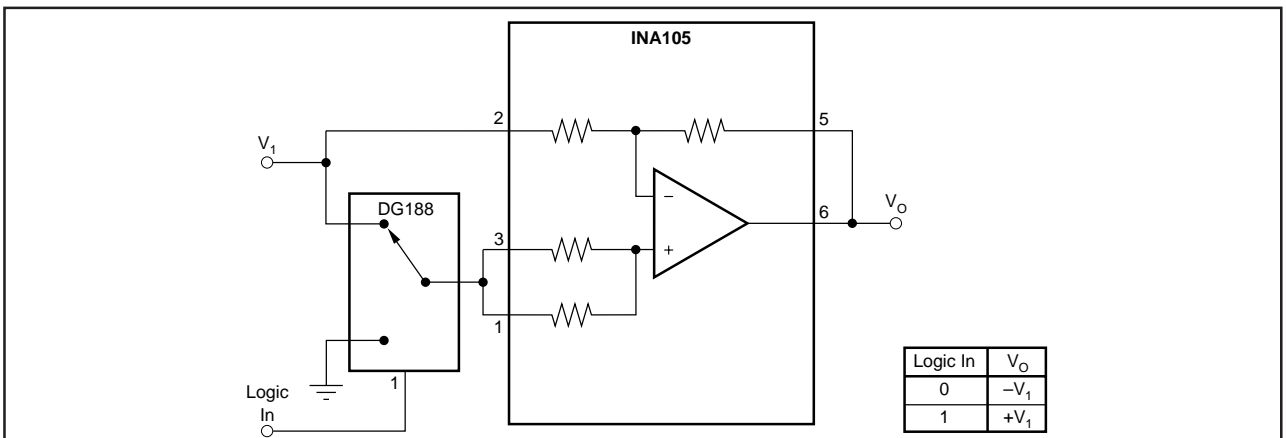 INA105
V1
2
5
DG188
3
6
VO
1
−
+
1
Logic
In
Logic In VO
0 –V1
1 +V1